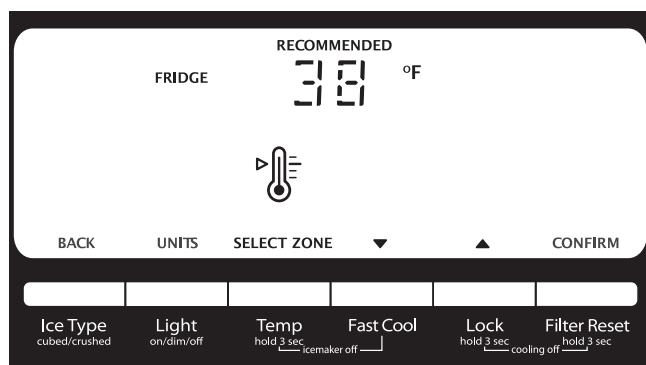 RECOMMENDED
FRIDGE 38 °F
BACK UNITS SELECT ZONE ▼ ▲ CONFIRM
Ice Type Light Temp Fast Cool Lock Filter Reset
cubed/crushed on/dim/off hold 3 sec hold 3 sec hold 3 sec
icemaker off cooling off